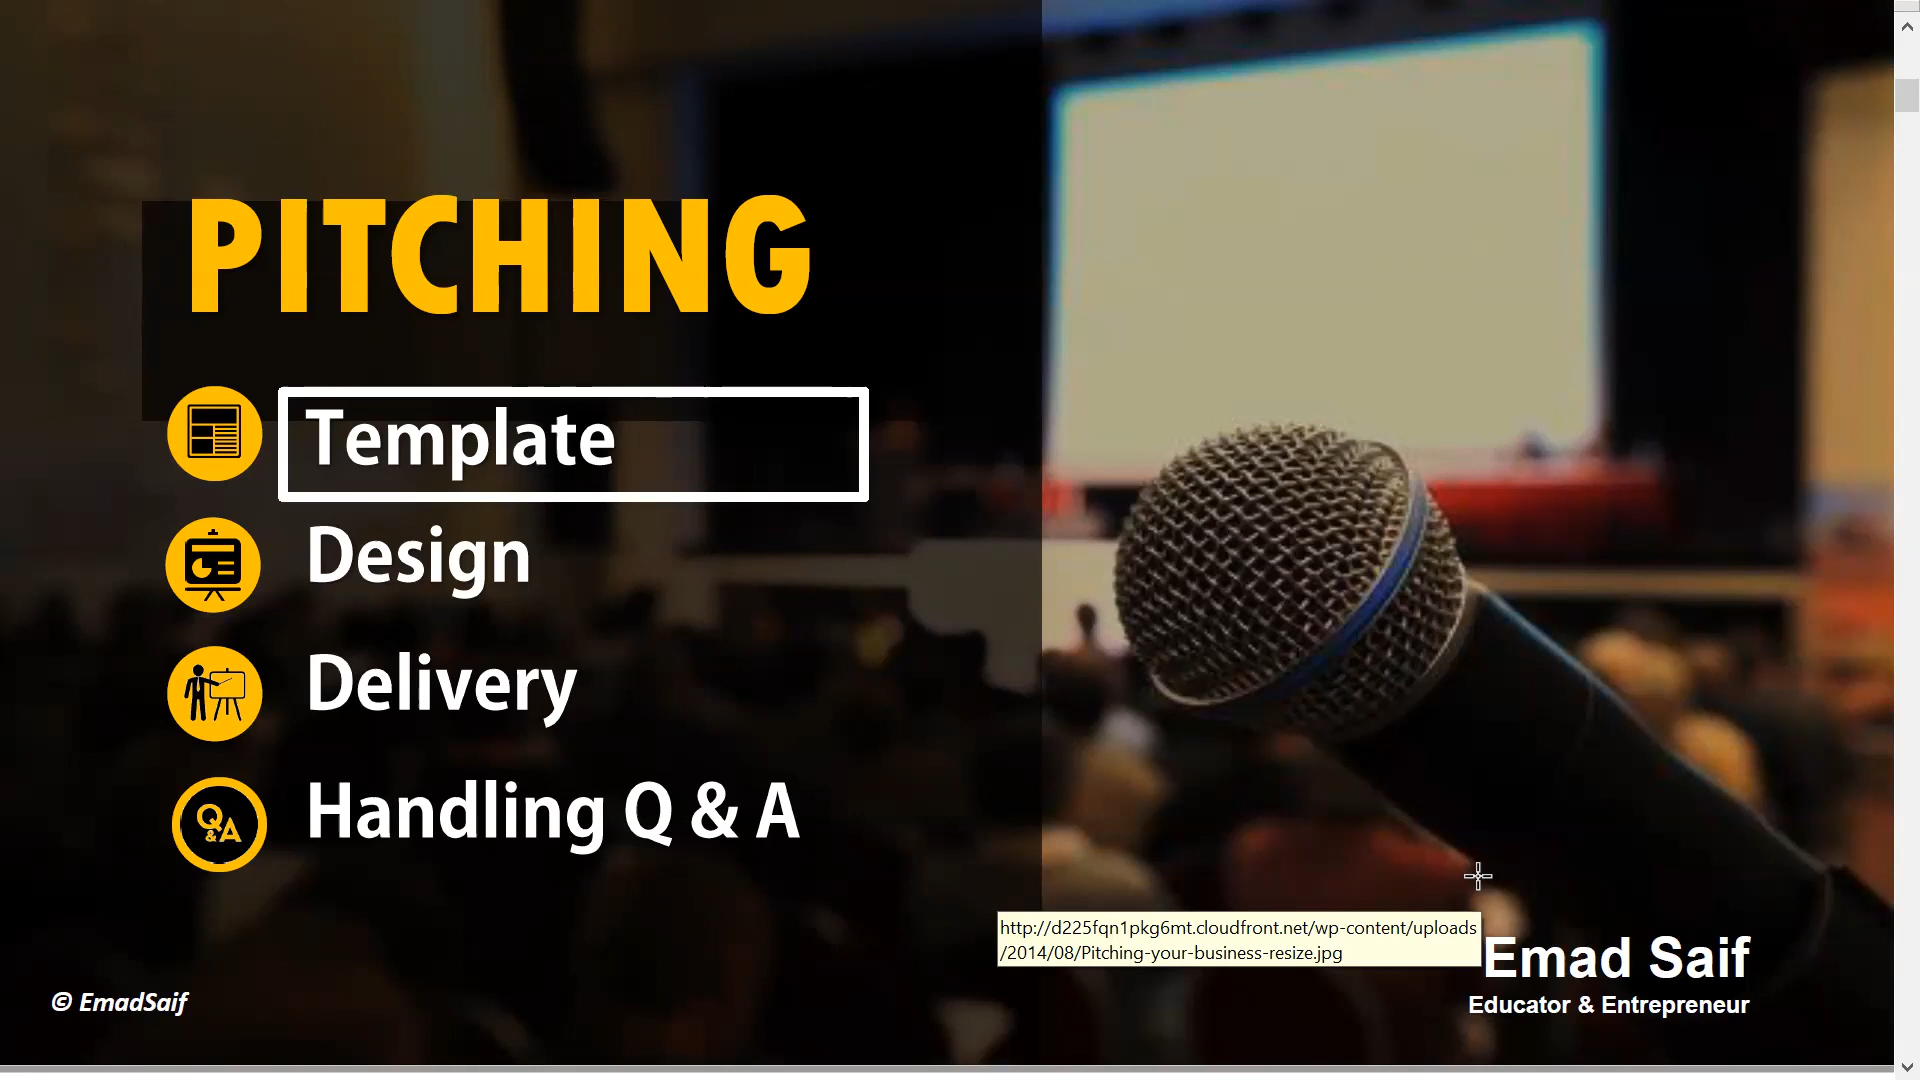 PITCHING
Template
Design
Delivery
Q
&A
Handling Q & A
http://d225fqn1pkg6mt.cloudfront.net/wp-content/uploads
/2014/08/Pitching-your-business-resize.jpg
Emad Saif
Educator & Entrepreneur
© EmadSaif